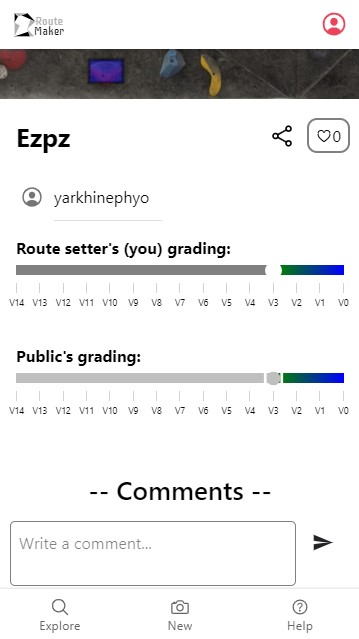 Route
Maker
Ezpz
0
yarkhinephyo
Route setter's (you) grading:
V14 V13 V12 V11 V10 V9 V8 V7 V6 V5 V4 V3 V2 V1 V0
Public's grading:
V14 V13 V12 V11 V10 V9 V8 V7 V6 V5 V4 V3 V2 V1 V0
-- Comments --
Write a comment...
Explore New Help